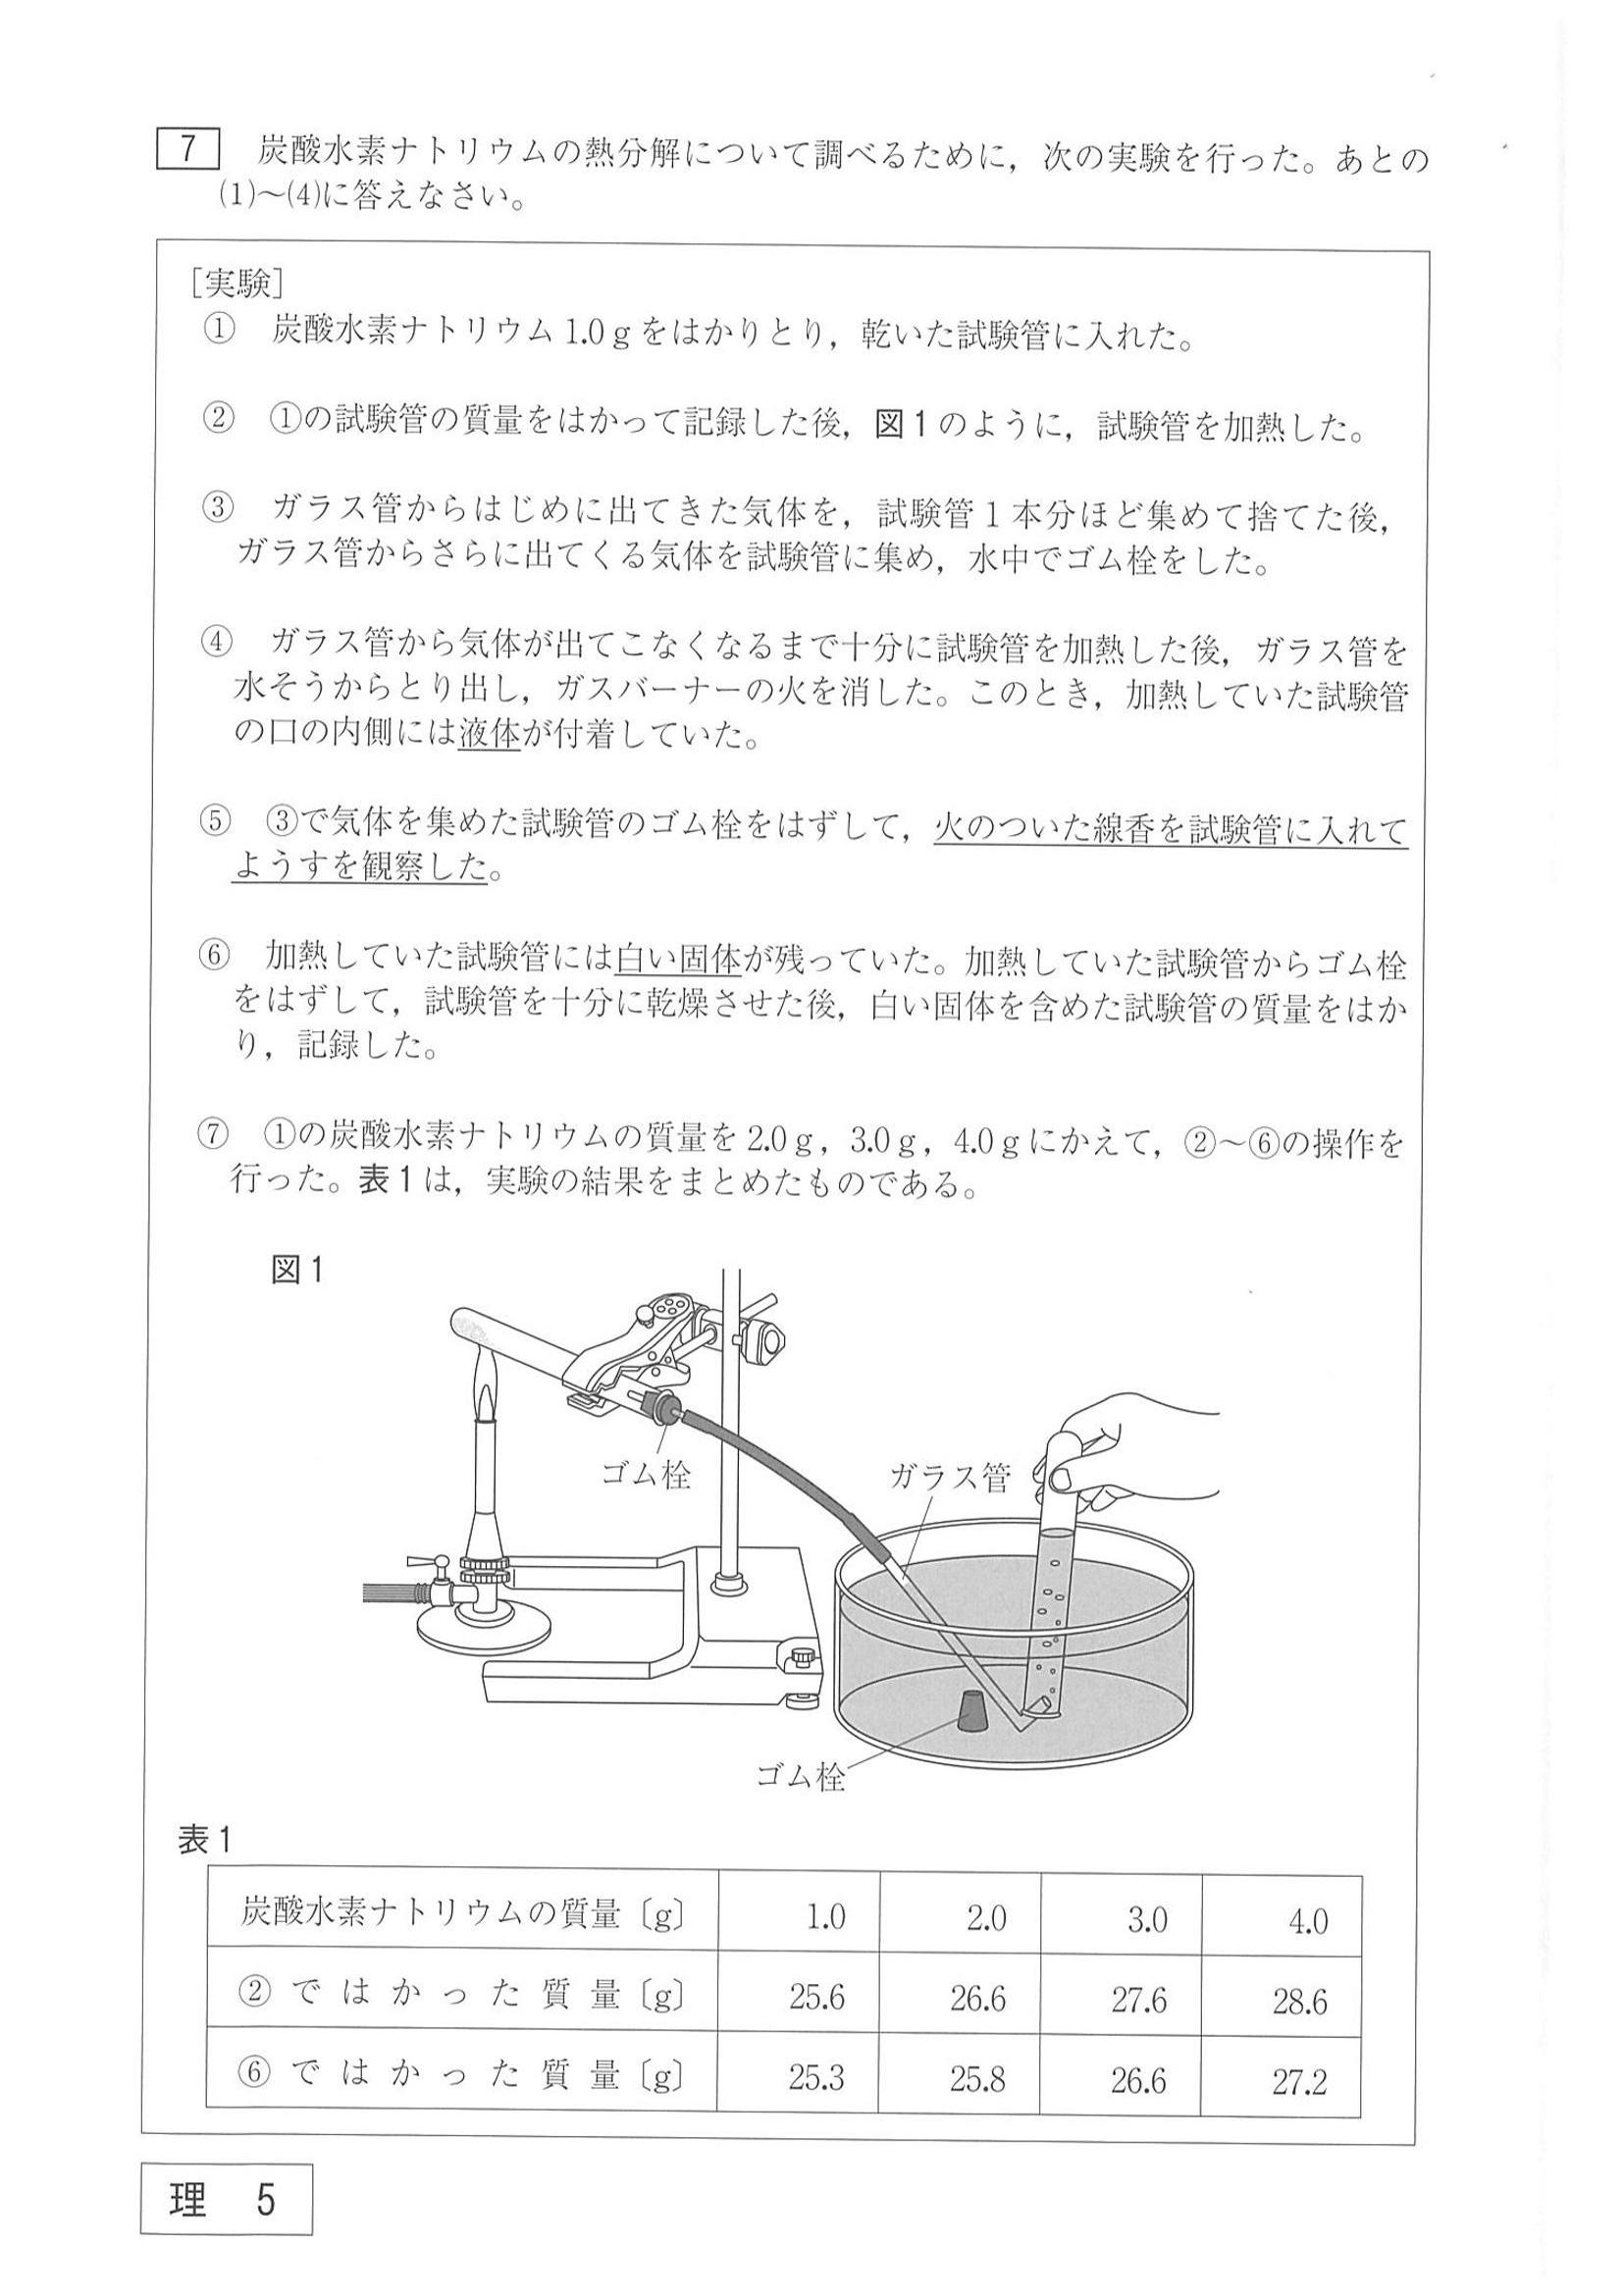 7 炭酸水素ナトリウムの熱分解について調べるために，次の実験を行った。あとの
(1)～(4)に答えなさい。
［実験］
① 炭酸水素ナトリウム1.0gをはかりとり，乾いた試験管に入れた。
② ①の試験管の質量をはかって記録した後，図1のように，試験管を加熱した。
③ ガラス管からはじめに出てきた気体を，試験管1本分ほど集めて捨てた後，
ガラス管からさらに出てくる気体を試験管に集め，水中でゴム栓をした。
④ ガラス管から気体が出てこなくなるまで十分に試験管を加熱した後，ガラス管を
水そうからとり出し，ガスバーナーの火を消した。このとき，加熱していた試験管
の口の内側には液体が付着していた。
⑤ ③で気体を集めた試験管のゴム栓をはずして，火のついた線香を試験管に入れて
ようすを観察した。
⑥ 加熱していた試験管には白い固体が残っていた。加熱していた試験管からゴム栓
をはずして，試験管を十分に乾燥させた後，白い固体を含めた試験管の質量をはか
り，記録した。
⑦ ①の炭酸水素ナトリウムの質量を2.0g，3.0g，4.0gにかえて，②～⑥の操作を
行った。表1は，実験の結果をまとめたものである。
図1
ゴム栓
ガラス管
ゴム栓
表1
炭酸水素ナトリウムの質量〔g〕 1.0 2.0 3.0 4.0
②ではかった質量〔g〕 25.6 26.6 27.6 28.6
⑥ではかった質量〔g〕 25.3 25.8 26.6 27.2
理 5